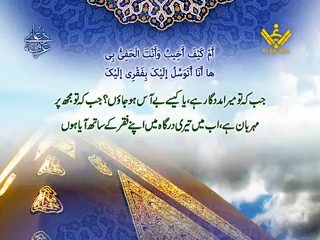 أَمْ كَيْفَ أَخِيبُ وَأَنْتَ الْحَفِيُّ بِي
ها أَنَا أَتَوَسَّلُ إِلَيْكَ بِفَقْرِي إِلَيْكَ
جب کہ تو میرا مددگار ہے، یا کیسے بے آس ہو جاؤں؟ جب کہ تو مجھ پر
مہربان ہے، اب میں تیری درگاہ میں اپنے فقر کے ساتھ آیا ہوں